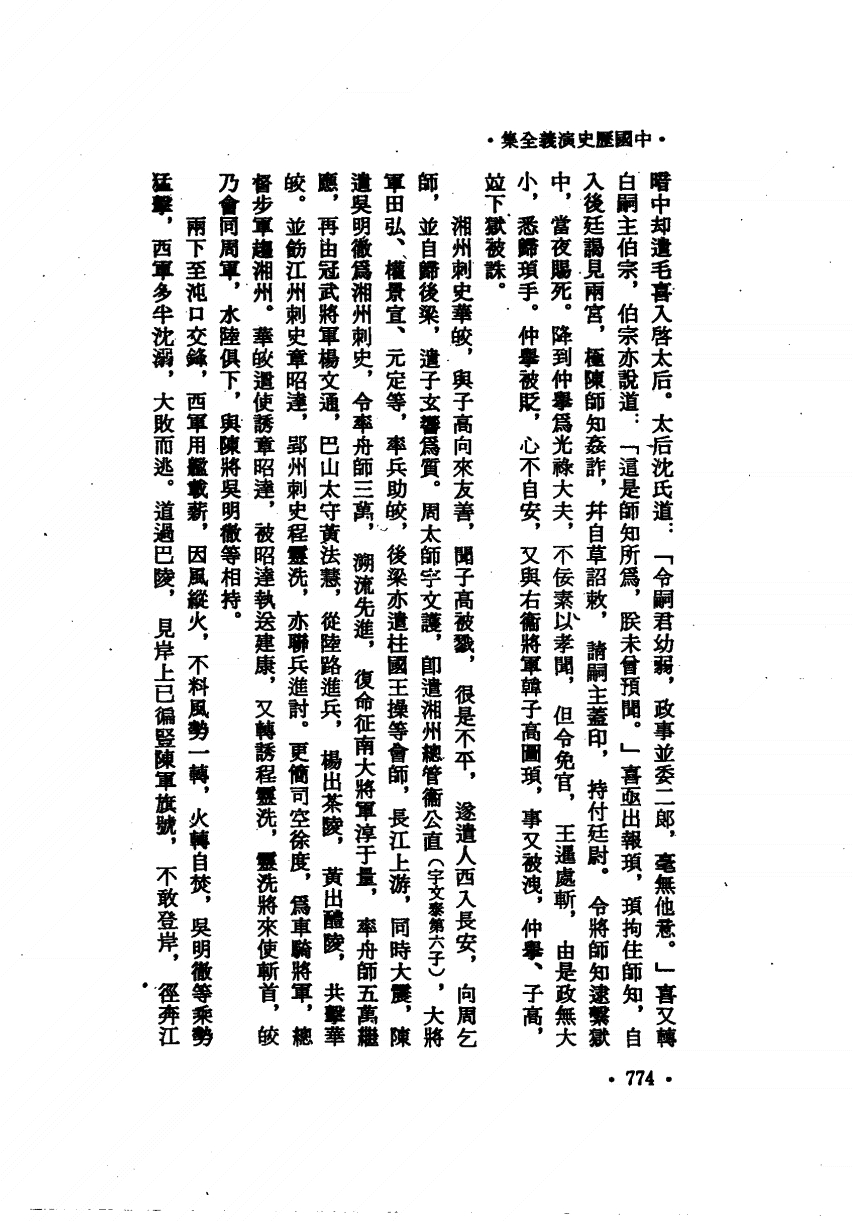 ·中國歷史演義全集·
暗中却遣毛喜入啓太后。太后沈氏道：「令嗣君幼弱，政事並委二郎，毫無他意。」喜又轉
白嗣主伯宗，伯宗亦說道：「這是師知所爲，朕未曾預聞。」喜亟出報頊，頊拘住師知，自
入後廷謁見兩宮，極陳師知姦詐，幷自草詔敕，請嗣主蓋印，持付廷尉。令將師知逮繫獄
中，當夜賜死。降到仲舉爲光祿大夫，不佞素以孝聞，但令免官，王暹處斬，由是政無大
小，悉歸頊手。仲舉被貶，心不自安，又與右衞將軍韓子高圖頊，事又被洩，仲舉、子高，
竝下獄被誅。
湘州刺史華皎，與子高向來友善，聞子高被戮，很是不平，遂遣人西入長安，向周乞
師，並自歸後梁，遣子玄響爲質。周太師宇文護，卽遣湘州總管衞公直（宇文泰第六子），大將
軍田弘、權景宣、元定等，率兵助皎，後梁亦遣柱國王操等會師，長江上游，同時大震，陳
遣吳明徹爲湘州刺史，令率舟師三萬，溯流先進，復命征南大將軍淳于量，率舟師五萬繼
應，再由冠武將軍楊文通，巴山太守黃法慧，從陸路進兵，楊出茶陵，黃出醴陵，共擊華
皎。並飭江州刺史章昭達，郢州刺史程靈洗，亦聯兵進討。更簡司空徐度，爲車騎將軍，總
督步軍趨湘州。華皎遣使誘章昭達，被昭達執送建康，又轉誘程靈洗，靈洗將來使斬首，皎
乃會同周軍，水陸俱下，與陳將吳明徹等相持。
兩下至沌口交鋒，西軍用艦載薪，因風縱火，不料風勢一轉，火轉自焚，吳明徹等乘勢
猛擊，西軍多半沈溺，大敗而逃。道過巴陵，見岸上已徧豎陳軍旗號，不敢登岸，徑奔江
·774·